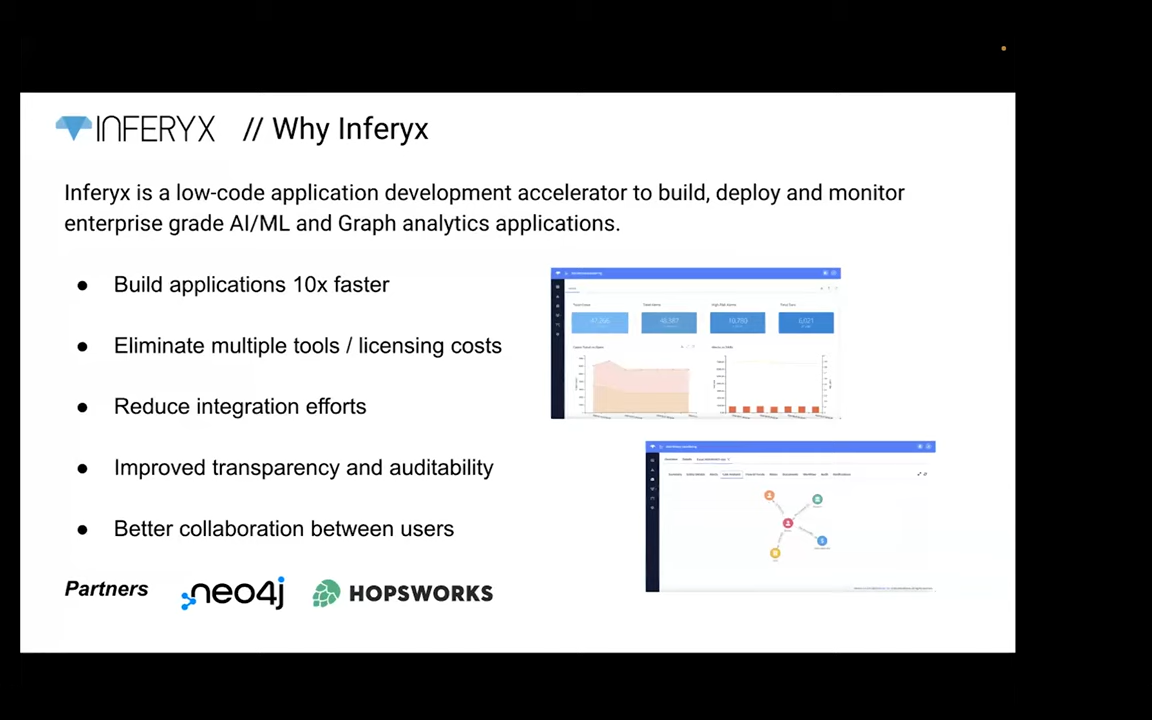 INFERYX // Why Inferyx
Inferyx is a low-code application development accelerator to build, deploy and monitor
enterprise grade AI/ML and Graph analytics applications.
● Build applications 10x faster
● Eliminate multiple tools / licensing costs
● Reduce integration efforts
● Improved transparency and auditability
● Better collaboration between users
Partners neo4j HOPSWORKS